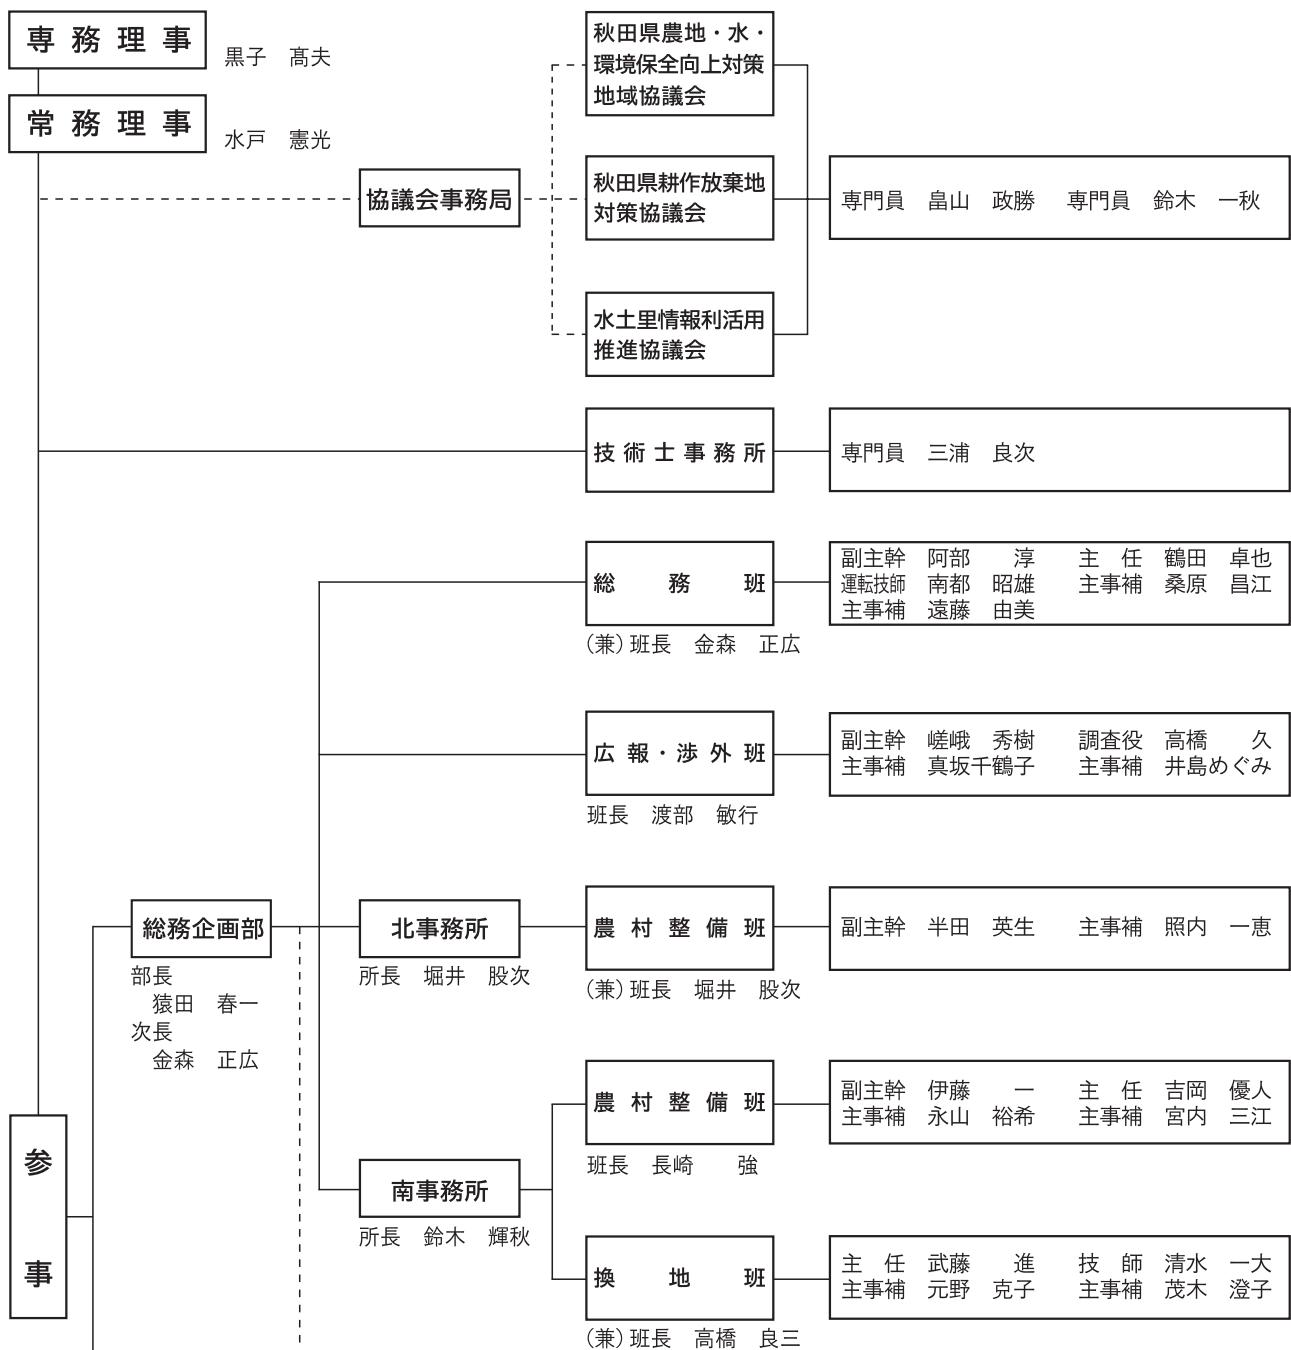 専務理事
黒子　髙夫
常務理事
水戸　憲光
協議会事務局
秋田県農地・水・
環境保全向上対策
地域協議会
秋田県耕作放棄地
対策協議会
水土里情報利活用
推進協議会
専門員　畠山　政勝　専門員　鈴木　一秋
技術士事務所
専門員　三浦　良次
総務班
（兼）班長　金森　正広
副主幹　阿部　　淳　　主　任　鶴田　卓也
運転技師　南都　昭雄　　主事補　桑原　昌江
主事補　遠藤　由美
広報・渉外班
班長　渡部　敏行
副主幹　嵯峨　秀樹　　調査役　高橋　　久
主事補　真坂千鶴子　　主事補　井島めぐみ
総務企画部
部長
猿田　春一
次長
金森　正広
北事務所
所長　堀井　股次
農村整備班
（兼）班長　堀井　股次
副主幹　半田　英生　　主事補　照内　一恵
南事務所
所長　鈴木　輝秋
農村整備班
班長　長崎　　強
副主幹　伊藤　　一　　主　任　吉岡　優人
主事補　永山　裕希　　主事補　宮内　三江
換地班
（兼）班長　高橋　良三
主　任　武藤　　進　　技　師　清水　一大
主事補　元野　克子　　主事補　茂木　澄子
参事